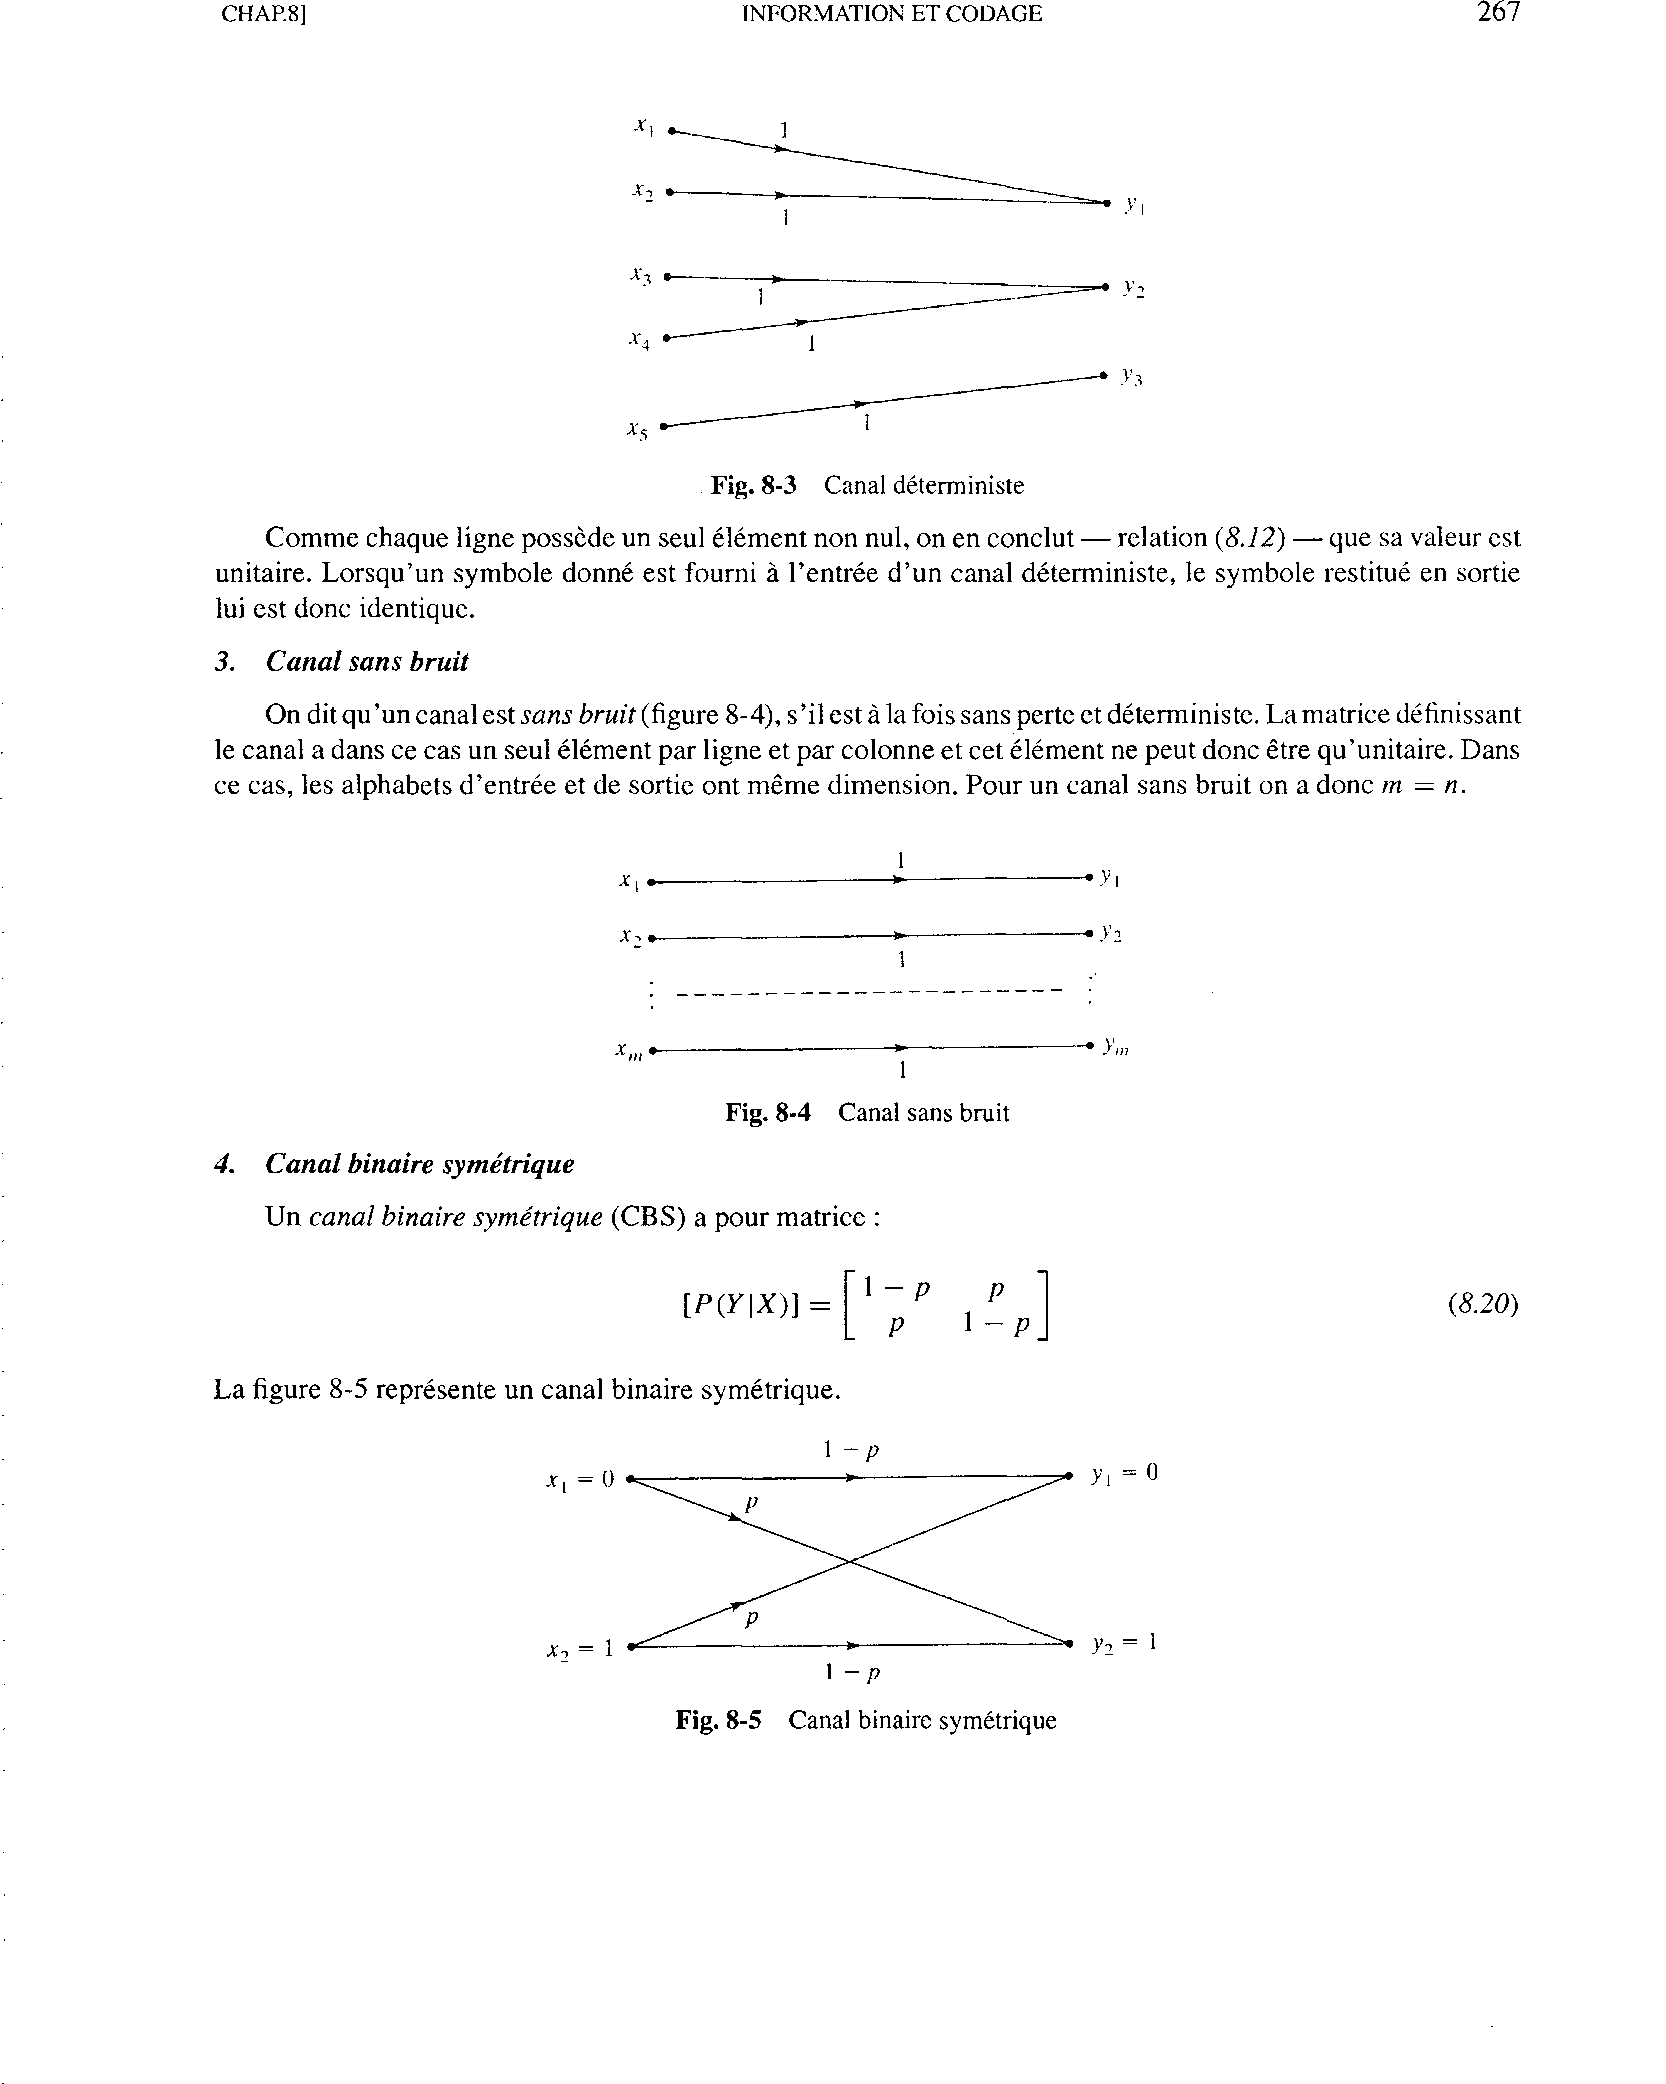 CHAP.8] INFORMATION ET CODAGE 267
x₁ 1
x₂ 1 y₁
x₃ 1 y₂
x₄ 1
y₃
x₅ 1
Fig. 8-3 Canal déterministe
Comme chaque ligne possède un seul élément non nul, on en conclut — relation (8.12) — que sa valeur est
unitaire. Lorsqu'un symbole donné est fourni à l'entrée d'un canal déterministe, le symbole restitué en sortie
lui est donc identique.
3. Canal sans bruit
On dit qu'un canal est sans bruit (figure 8-4), s'il est à la fois sans perte et déterministe. La matrice définissant
le canal a dans ce cas un seul élément par ligne et par colonne et cet élément ne peut donc être qu'unitaire. Dans
ce cas, les alphabets d'entrée et de sortie ont même dimension. Pour un canal sans bruit on a donc m = n.
1
x₁ y₁
x₂ y₂
1
xₘ yₘ
1
Fig. 8-4 Canal sans bruit
4. Canal binaire symétrique
Un canal binaire symétrique (CBS) a pour matrice :
[P(Y|X)] = [1 − p p
p 1 − p] (8.20)
La figure 8-5 représente un canal binaire symétrique.
1 − p
x₁ = 0 y₁ = 0
p
p
x₂ = 1 y₂ = 1
1 − p
Fig. 8-5 Canal binaire symétrique